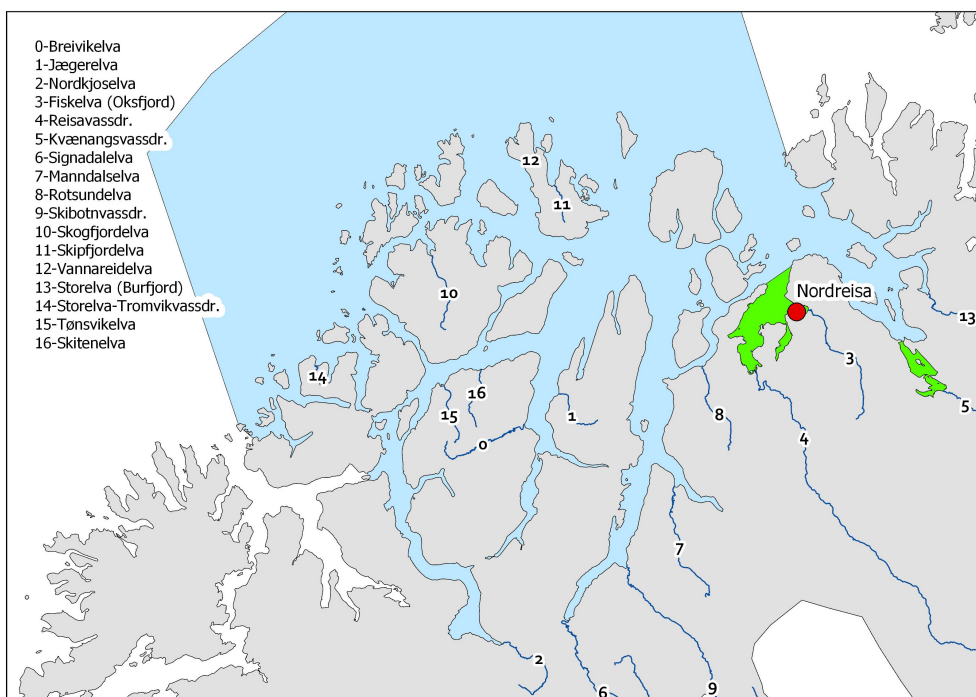 0-Breivikelva
1-Jægerelva
2-Nordkjoselva
3-Fiskelva (Oksfjord)
4-Reisavassdr.
5-Kvænangsvassdr.
6-Signadalelva
7-Manndalselva
8-Rotsundelva
9-Skibotnvassdr.
10-Skogfjordelva
11-Skipfjordelva
12-Vannareidelva
13-Storelva (Burfjord)
14-Storelva-Tromvikvassdr.
15-Tønsvikelva
16-Skitenelva
12
11
10
Nordreisa
13
3
14
16
5
15
1
8
0
4
7
2
6
9